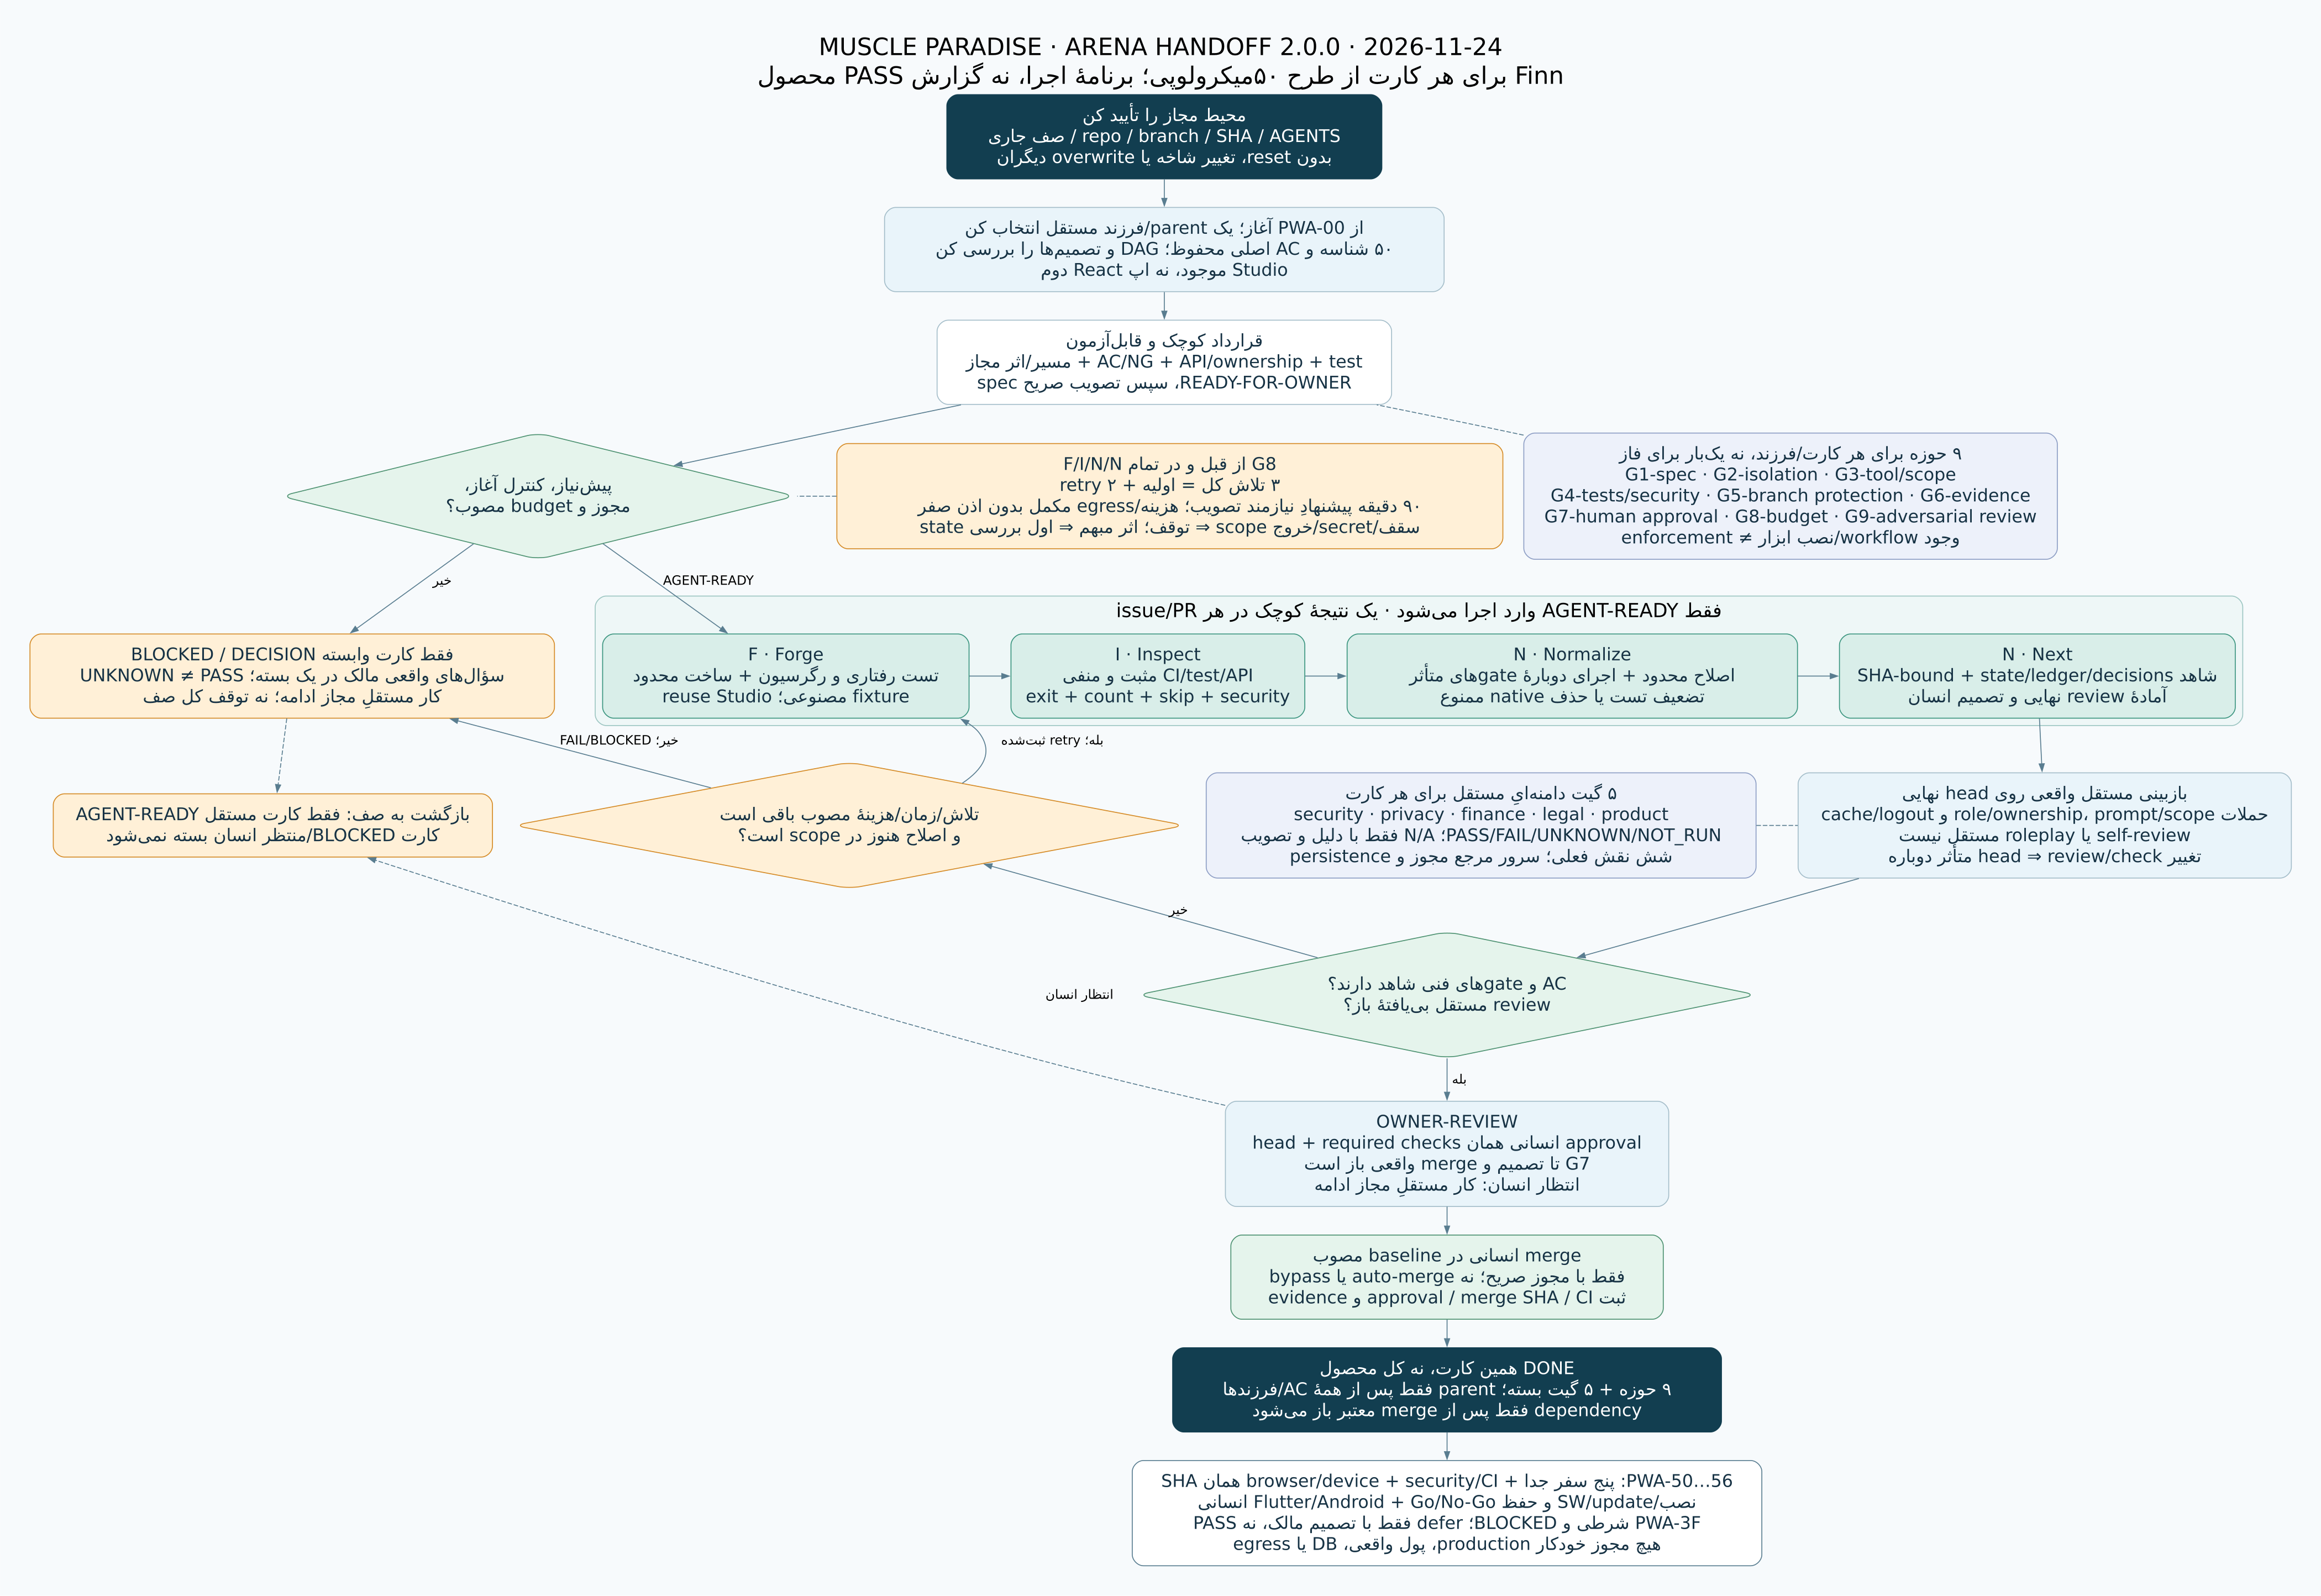 MUSCLE PARADISE · ARENA HANDOFF 2.0.0 · 2026-11-24
Finn برای هر کارت از طرح ۵۰میکرولوپی؛ برنامهٔ اجرا، نه گزارش PASS محصول
محیط مجاز را تأیید کن
صف جاری / repo / branch / SHA / AGENTS
بدون reset، تغییر شاخه یا overwrite دیگران
از PWA-00 آغاز؛ یک parent/فرزند مستقل انتخاب کن
۵۰ شناسه و AC اصلی محفوظ؛ DAG و تصمیم‌ها را بررسی کن
Studio موجود، نه اپ React دوم
قرارداد کوچک و قابل‌آزمون
مسیر/اثر مجاز + AC/NG + API/ownership + test
READY-FOR-OWNER، سپس تصویب صریح spec
پیش‌نیاز، کنترل آغاز،
مجوز و budget مصوب؟
G8 از قبل و در تمام F/I/N/N
۳ تلاش کل = اولیه + ۲ retry
۹۰ دقیقه پیشنهادِ نیازمند تصویب؛ هزینه/egress مکمل بدون اذن صفر
سقف/secret/خروج scope ⇒ توقف؛ اثر مبهم ⇒ اول بررسی state
۹ حوزه برای هر کارت/فرزند، نه یک‌بار برای فاز
G1-spec · G2-isolation · G3-tool/scope
G4-tests/security · G5-branch protection · G6-evidence
G7-human approval · G8-budget · G9-adversarial review
وجود workflow/نصب ابزار ≠ enforcement
خیر
AGENT-READY
فقط AGENT-READY وارد اجرا می‌شود · یک نتیجهٔ کوچک در هر issue/PR
فقط کارت وابسته BLOCKED / DECISION
سؤال‌های واقعی مالک در یک بسته؛ UNKNOWN ≠ PASS
کار مستقلِ مجاز ادامه؛ نه توقف کل صف
F · Forge
تست رفتاری و رگرسیون + ساخت محدود
fixture مصنوعی؛ reuse Studio
I · Inspect
CI/test/API مثبت و منفی
exit + count + skip + security
N · Normalize
اصلاح محدود + اجرای دوبارهٔ gateهای متأثر
تضعیف تست یا حذف native ممنوع
N · Next
شاهد SHA-bound + state/ledger/decisions
آمادهٔ review نهایی و تصمیم انسان
خیر؛ FAIL/BLOCKED
بله؛ retry ثبت‌شده
بازگشت به صف: فقط کارت مستقل AGENT-READY
کارت BLOCKED/منتظر انسان بسته نمی‌شود
تلاش/زمان/هزینهٔ مصوب باقی است
و اصلاح هنوز در scope است؟
۵ گیت دامنه‌ایِ مستقل برای هر کارت
security · privacy · finance · legal · product
PASS/FAIL/UNKNOWN/NOT_RUN؛ N/A فقط با دلیل و تصویب
شش نقش فعلی؛ سرور مرجع مجوز و persistence
بازبینی مستقل واقعی روی head نهایی
حملات role/ownership، prompt/scope و cache/logout
self-review یا roleplay مستقل نیست
تغییر head ⇒ review/check متأثر دوباره
خیر
انتظار انسان
AC و gateهای فنی شاهد دارند؟
review مستقل بی‌یافتهٔ باز؟
بله
OWNER-REVIEW
approval انسانی همان head + required checks
G7 تا تصمیم و merge واقعی باز است
انتظار انسان: کار مستقلِ مجاز ادامه
merge انسانی در baseline مصوب
فقط با مجوز صریح؛ نه auto-merge یا bypass
ثبت approval / merge SHA / CI و evidence
DONE همین کارت، نه کل محصول
۹ حوزه + ۵ گیت بسته؛ parent فقط پس از همهٔ AC/فرزندها
dependency فقط پس از merge معتبر باز می‌شود
PWA-50…56: پنج سفر جدا + browser/device + security/CI همان SHA
نصب/SW/update و حفظ Flutter/Android + Go/No-Go انسانی
PWA-3F شرطی و BLOCKED؛ defer فقط با تصمیم مالک، نه PASS
هیچ مجوز خودکار production، پول واقعی، DB یا egress